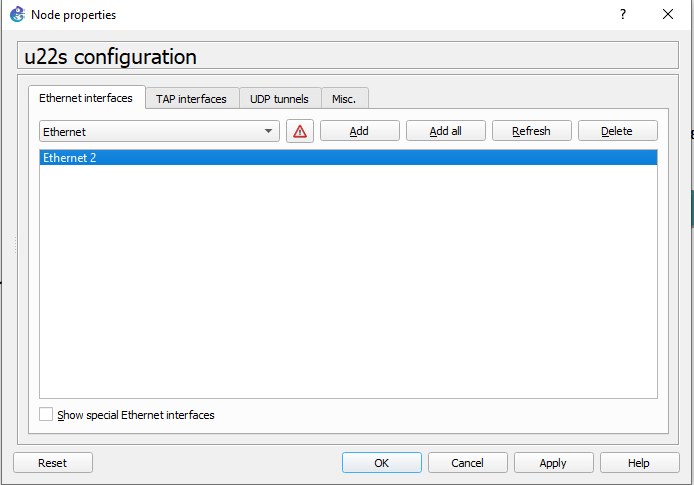 Node properties
?
u22s configuration
Ethernet interfaces TAP interfaces UDP tunnels Misc.
Ethernet Add Add all Refresh Delete
Ethernet 2
Show special Ethernet interfaces
Reset OK Cancel Apply Help